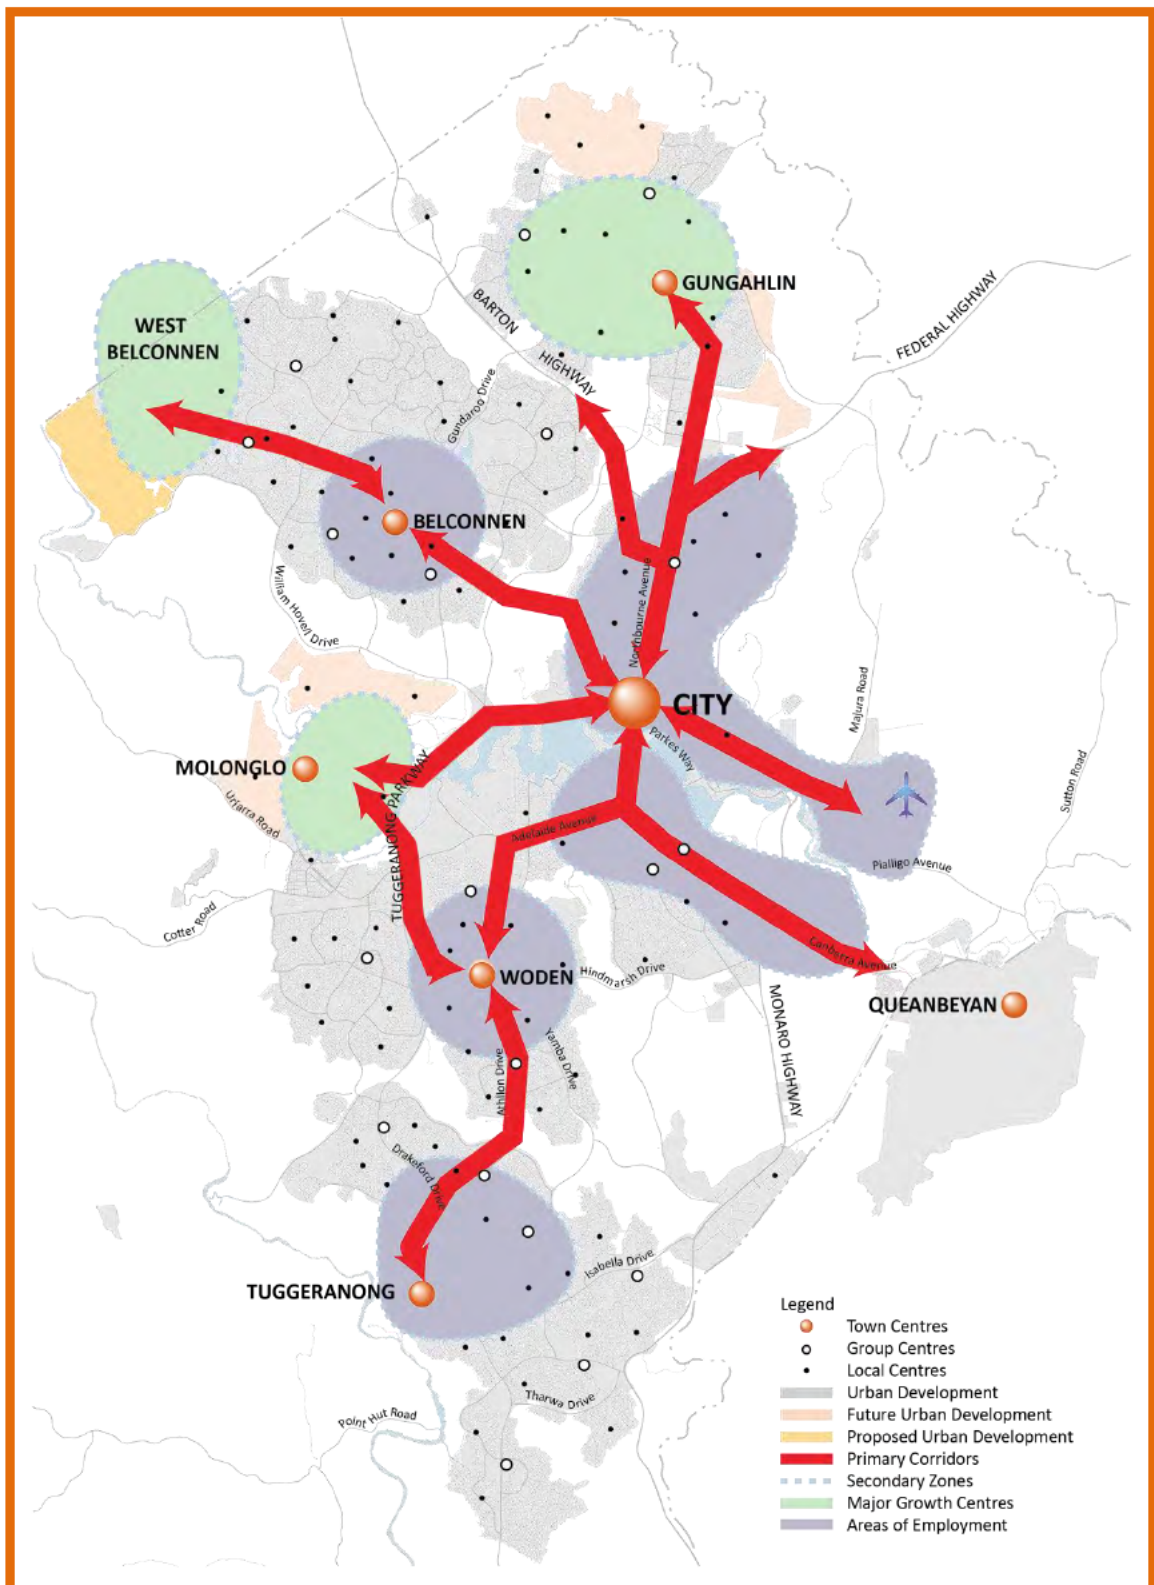 GUNGAHLIN
FEDERAL HIGHWAY
BARTON
HIGHWAY
WEST
BELCONNEN
Gundaroo Drive
BELCONNEN
William Hovell Drive
Northbourne Avenue
CITY
Parkes Way
Majura Road
Sutton Road
MOLONGLO
Uriarra Road
TUGGERANONG PARKWAY
Adelaide Avenue
Pialligo Avenue
Cotter Road
WODEN
Hindmarsh Drive
Canberra Avenue
QUEANBEYAN
MONARO HIGHWAY
Yamba Drive
Athllon Drive
Drakeford Drive
Isabella Drive
TUGGERANONG
Tharwa Drive
Point Hut Road
Legend
Town Centres
Group Centres
Local Centres
Urban Development
Future Urban Development
Proposed Urban Development
Primary Corridors
Secondary Zones
Major Growth Centres
Areas of Employment